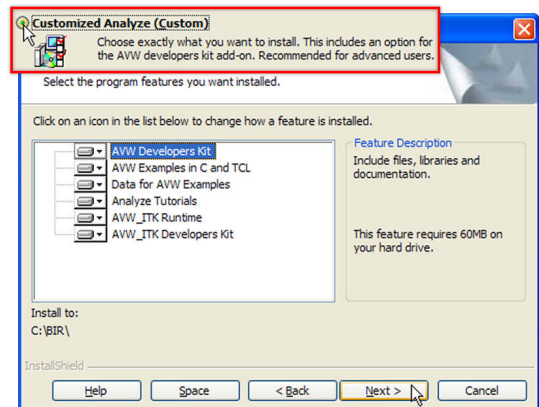 Customized Analyze (Custom)
Choose exactly what you want to install. This includes an option for
the AVW developers kit add-on. Recommended for advanced users.
Select the program features you want installed.
Click on an icon in the list below to change how a feature is installed.
AVW Developers Kit
AVW Examples in C and TCL
Data for AVW Examples
Analyze Tutorials
AVW_ITK Runtime
AVW_ITK Developers Kit
Feature Description
Include files, libraries and
documentation.
This feature requires 60MB on
your hard drive.
Install to:
C:\BIR\
InstallShield
Help
Space
< Back
Next >
Cancel